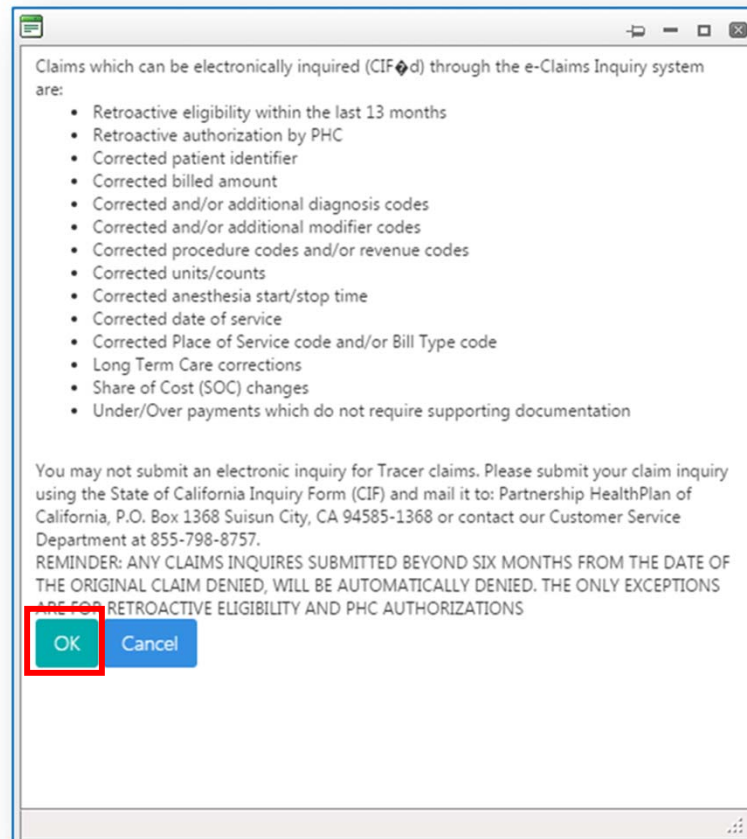 Claims which can be electronically inquired (CIF�d) through the e-Claims Inquiry system
are:
• Retroactive eligibility within the last 13 months
• Retroactive authorization by PHC
• Corrected patient identifier
• Corrected billed amount
• Corrected and/or additional diagnosis codes
• Corrected and/or additional modifier codes
• Corrected procedure codes and/or revenue codes
• Corrected units/counts
• Corrected anesthesia start/stop time
• Corrected date of service
• Corrected Place of Service code and/or Bill Type code
• Long Term Care corrections
• Share of Cost (SOC) changes
• Under/Over payments which do not require supporting documentation
You may not submit an electronic inquiry for Tracer claims. Please submit your claim inquiry
using the State of California Inquiry Form (CIF) and mail it to: Partnership HealthPlan of
California, P.O. Box 1368 Suisun City, CA 94585-1368 or contact our Customer Service
Department at 855-798-8757.
REMINDER: ANY CLAIMS INQUIRES SUBMITTED BEYOND SIX MONTHS FROM THE DATE OF
THE ORIGINAL CLAIM DENIED, WILL BE AUTOMATICALLY DENIED. THE ONLY EXCEPTIONS
ARE FOR RETROACTIVE ELIGIBILITY AND PHC AUTHORIZATIONS
OK Cancel